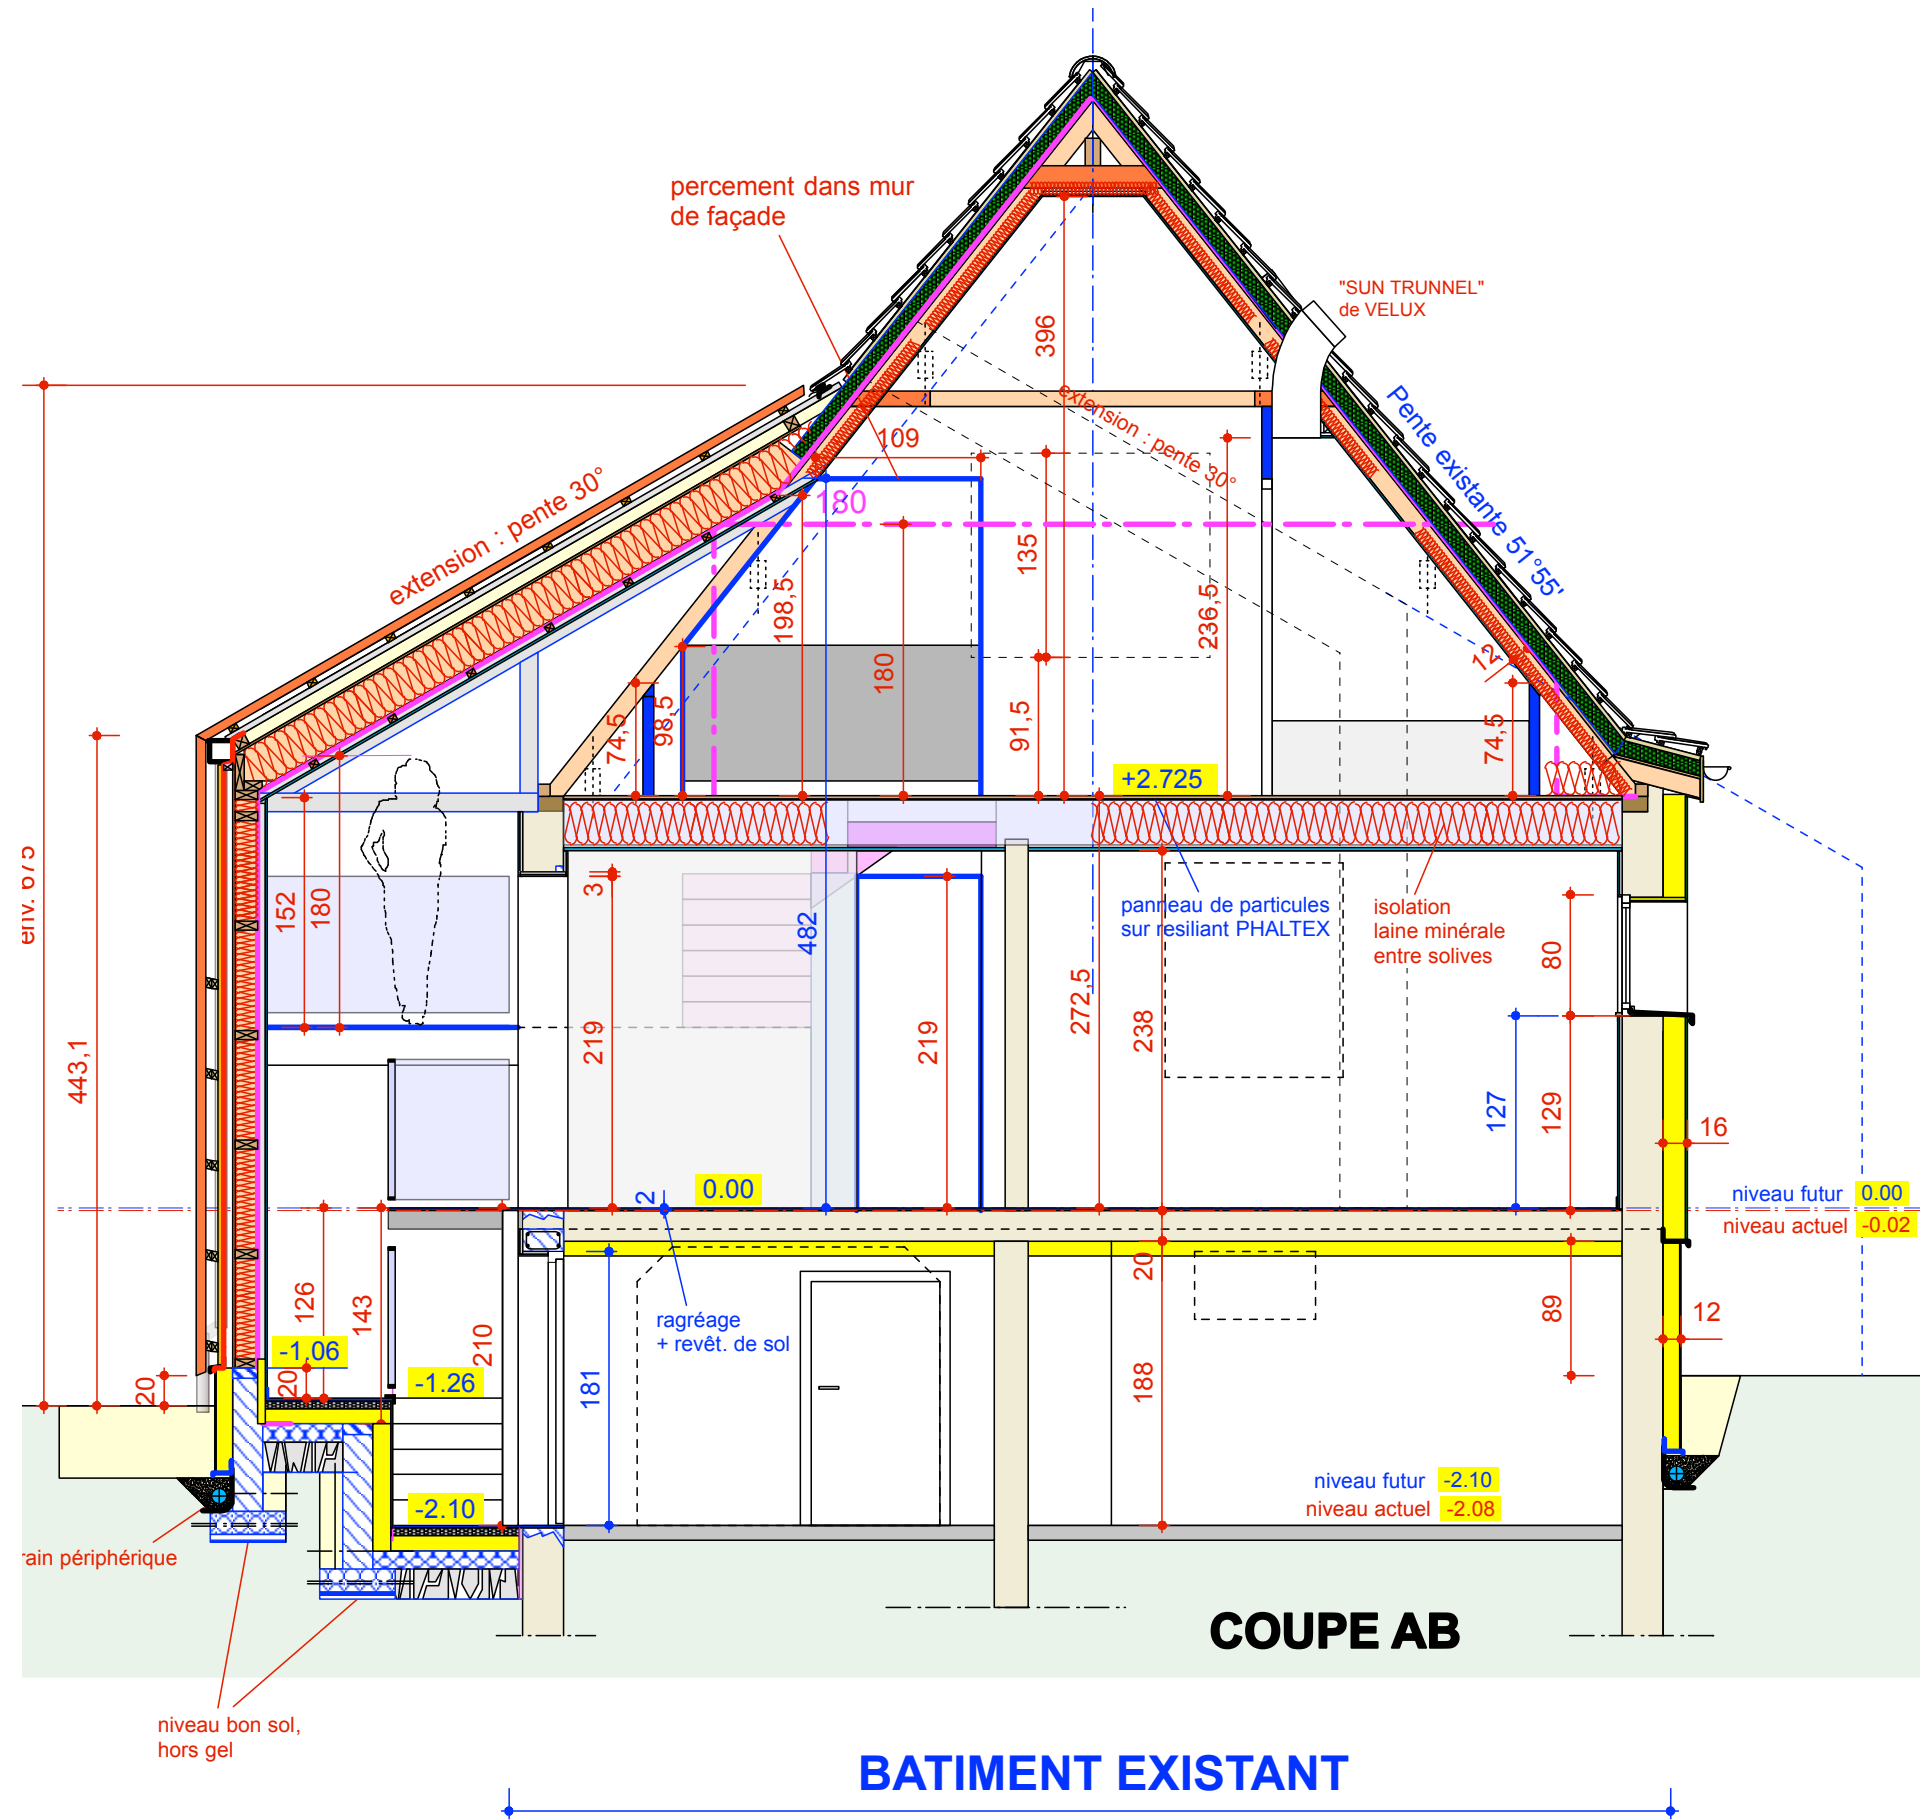 percement dans mur
de façade
"SUN TRUNNEL"
de VELUX
396
extension : pente 30°
Pente existante 51°55'
109
extension : pente 30°
180
135
198,5
236,5
180
12
74,5
98,5
91,5
74,5
+2.725
env. 675
3
152
180
482
panneau de particules
sur resiliant PHALTEX
isolation
laine minérale
entre solives
80
272,5
219
219
238
443,1
127
129
16
2
0.00
niveau futur 0.00
niveau actuel -0.02
20
126
143
210
ragréage
+ revêt. de sol
89
12
-1.06
20
20
-1.26
181
188
niveau futur -2.10
niveau actuel -2.08
-2.10
rain périphérique
COUPE AB
niveau bon sol,
hors gel
BATIMENT EXISTANT